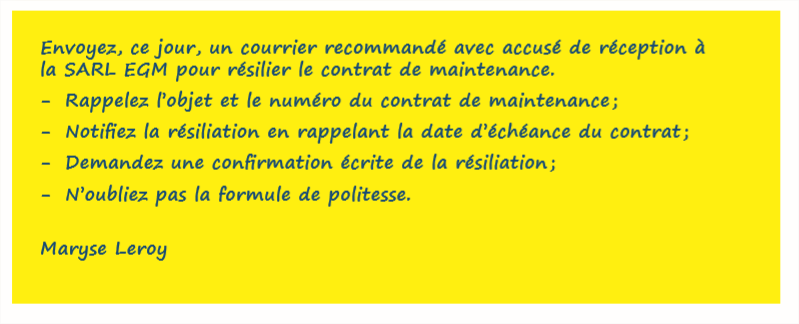 Envoyez, ce jour, un courrier recommandé avec accusé de réception à
la SARL EGM pour résilier le contrat de maintenance.
- Rappelez l’objet et le numéro du contrat de maintenance ;
- Notifiez la résiliation en rappelant la date d’échéance du contrat ;
- Demandez une confirmation écrite de la résiliation ;
- N’oubliez pas la formule de politesse.
Maryse Leroy